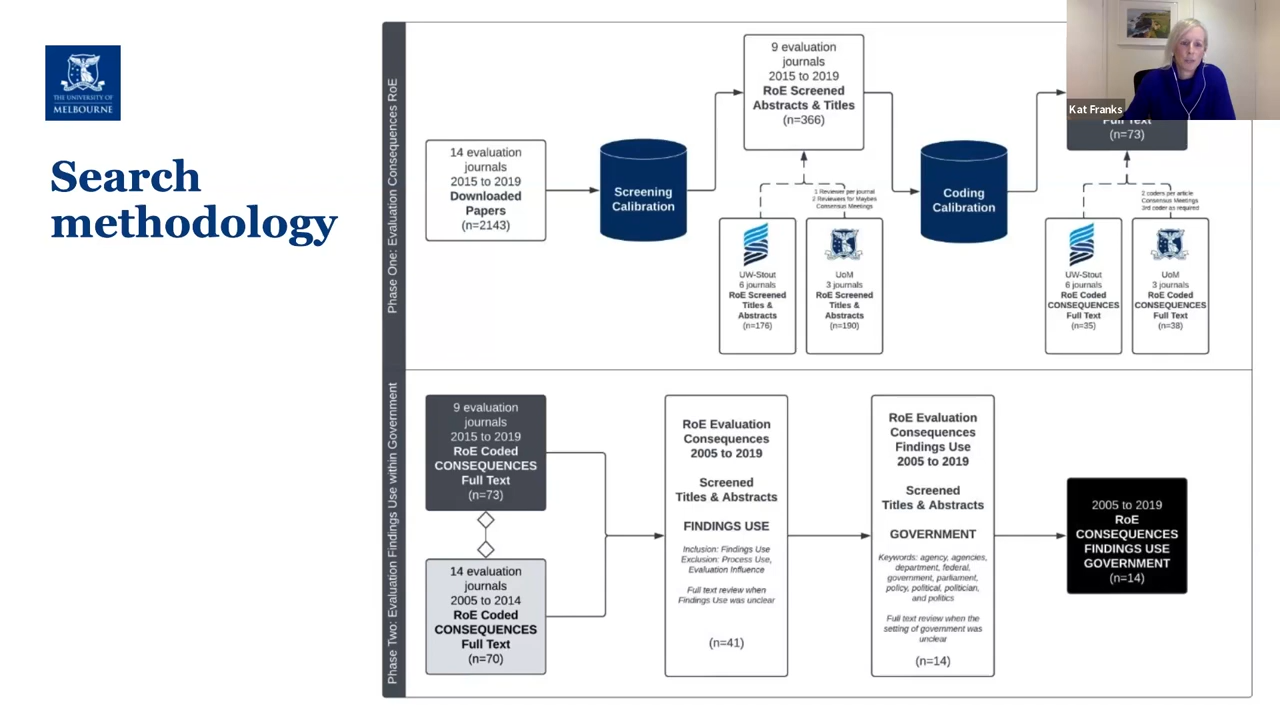 THE UNIVERSITY OF
MELBOURNE
Search
methodology
Phase One: Evaluation Consequences RoE
14 evaluation
journals
2015 to 2019
Downloaded
Papers
(n=2143)
Screening
Calibration
9 evaluation
journals
2015 to 2019
RoE Screened
Abstracts & Titles
(n=366)
1 Reviewer per journal
2 Reviewers for Maybes
Consensus Meetings
UW-Stout
6 journals
RoE Screened
Titles &
Abstracts
(n=176)
UoM
3 journals
RoE Screened
Titles &
Abstracts
(n=190)
Coding
Calibration
Kat Franks
Full Text
(n=73)
2 coders per article
Consensus Meetings
3rd coder as required
UW-Stout
6 journals
RoE Coded
CONSEQUENCES
Full Text
(n=35)
UoM
3 journals
RoE Coded
CONSEQUENCES
Full Text
(n=38)
Phase Two: Evaluation Findings Use within Government
9 evaluation
journals
2015 to 2019
RoE Coded
CONSEQUENCES
Full Text
(n=73)
14 evaluation
journals
2005 to 2014
RoE Coded
CONSEQUENCES
Full Text
(n=70)
RoE Evaluation
Consequences
2005 to 2019
Screened
Titles & Abstracts
FINDINGS USE
Inclusion: Findings Use
Exclusion: Process Use,
Evaluation Influence
Full text review when
Findings Use was unclear
(n=41)
RoE Evaluation
Consequences
Findings Use
2005 to 2019
Screened
Titles & Abstracts
GOVERNMENT
Keywords: agency, agencies,
department, federal,
government, parliament,
policy, political, politician,
and politics
Full text review when the
setting of government was
unclear
(n=14)
2005 to 2019
RoE
CONSEQUENCES
FINDINGS USE
GOVERNMENT
(n=14)